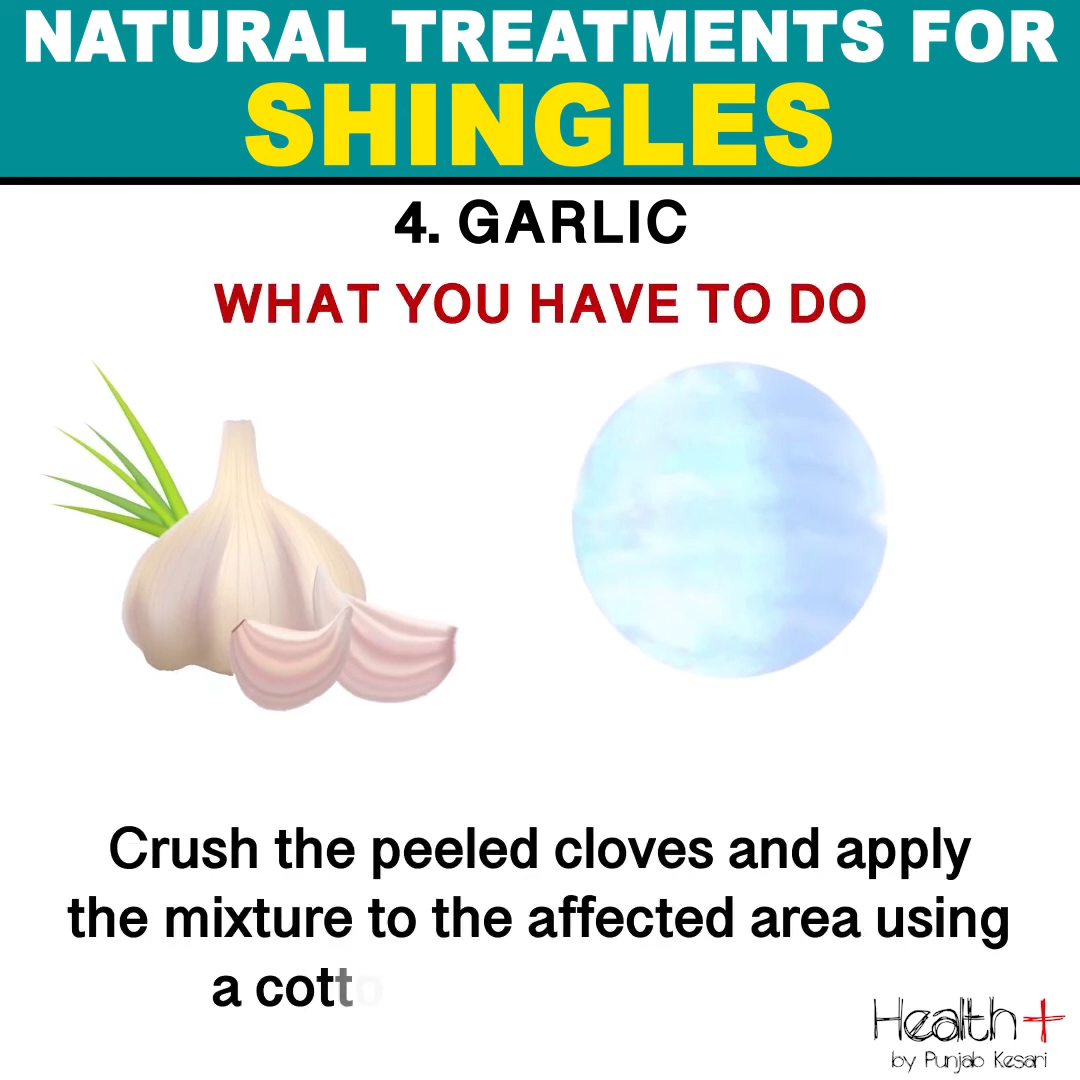 NATURAL TREATMENTS FOR
SHINGLES
4. GARLIC
WHAT YOU HAVE TO DO
Crush the peeled cloves and apply
the mixture to the affected area using
a cotto
Health+
by Punjab Kesari